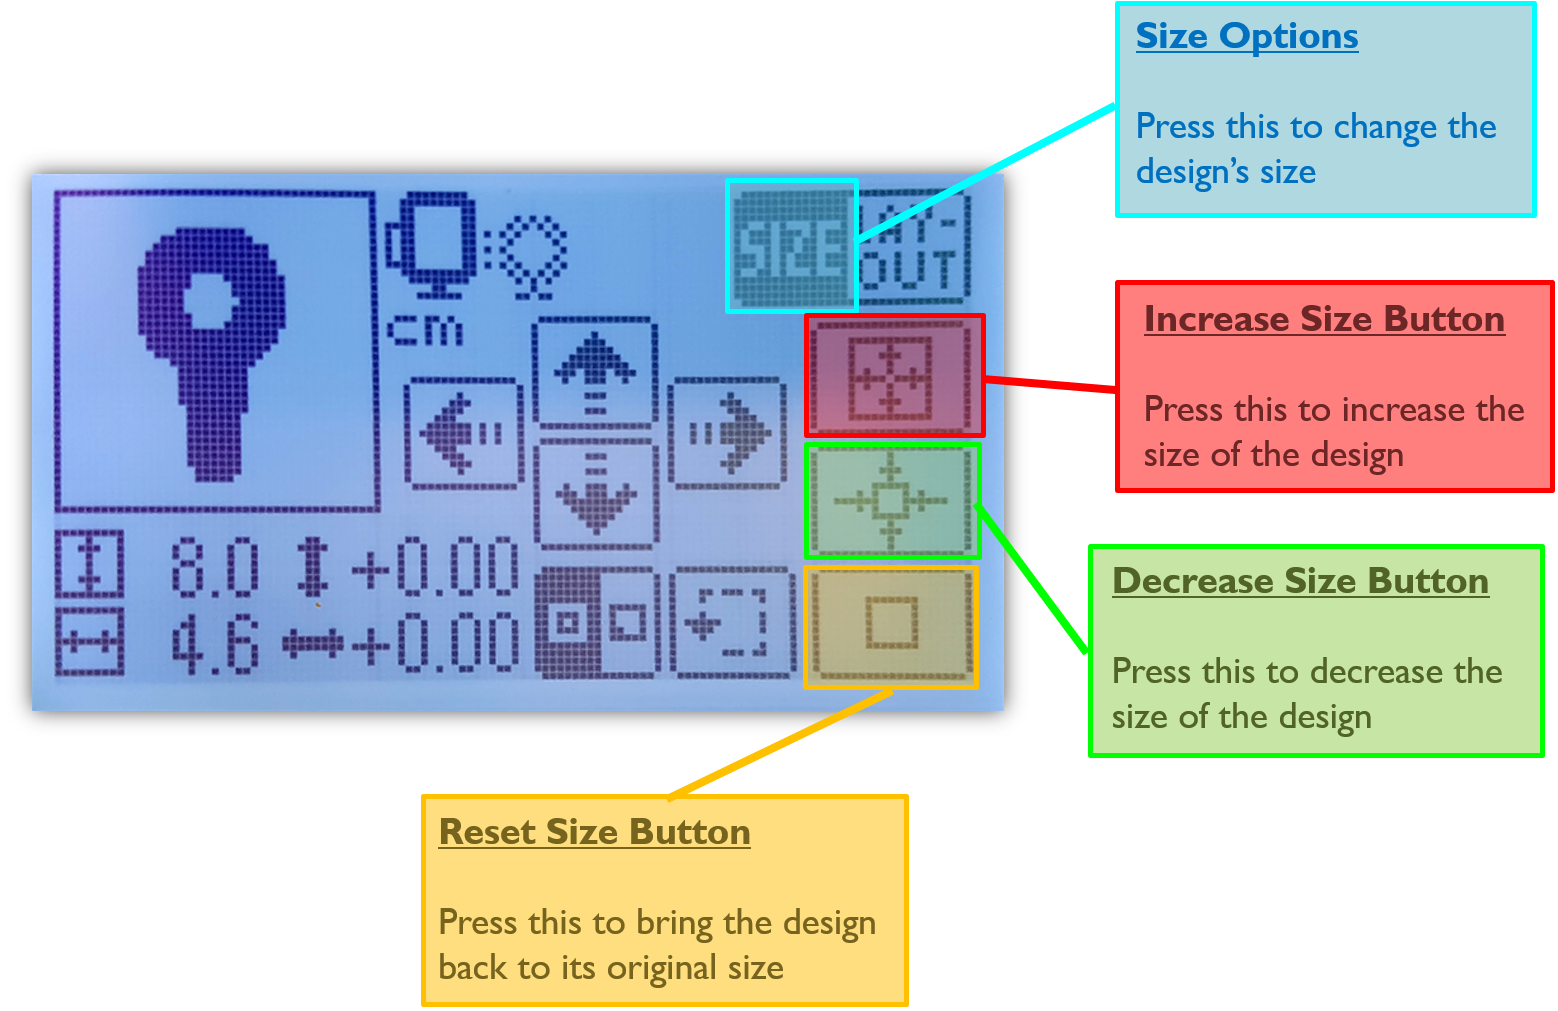 Size Options
Press this to change the
design's size
SIZE
LAY-
OUT
cm
Increase Size Button
Press this to increase the
size of the design
8.0 +0.00
4.6 +0.00
Decrease Size Button
Press this to decrease the
size of the design
Reset Size Button
Press this to bring the design
back to its original size